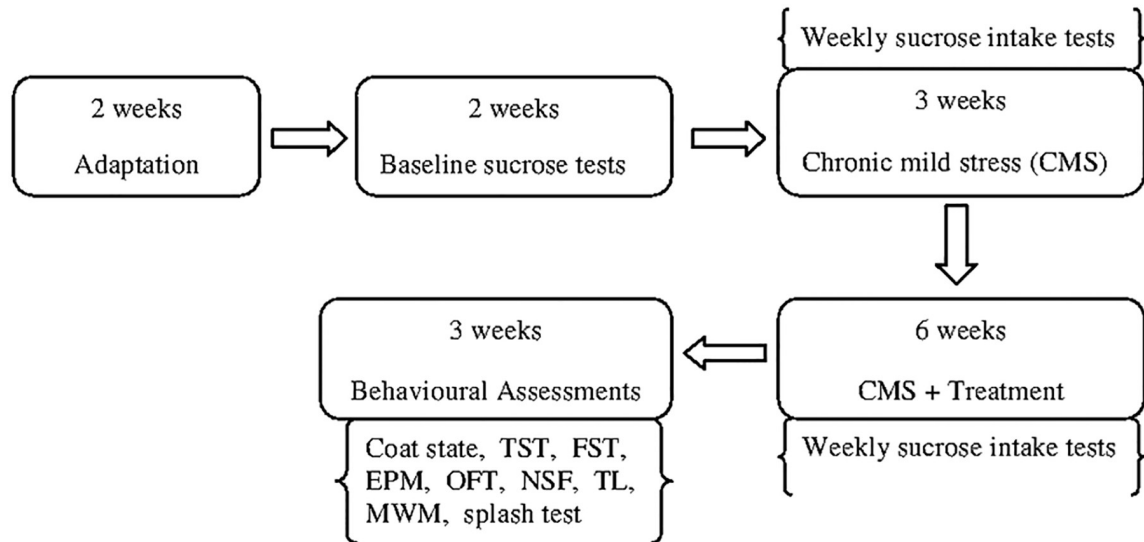 2 weeks
Adaptation
2 weeks
Baseline sucrose tests
Weekly sucrose intake tests
3 weeks
Chronic mild stress (CMS)
6 weeks
CMS + Treatment
Weekly sucrose intake tests
3 weeks
Behavioural Assessments
Coat state, TST, FST,
EPM, OFT, NSF, TL,
MWM, splash test